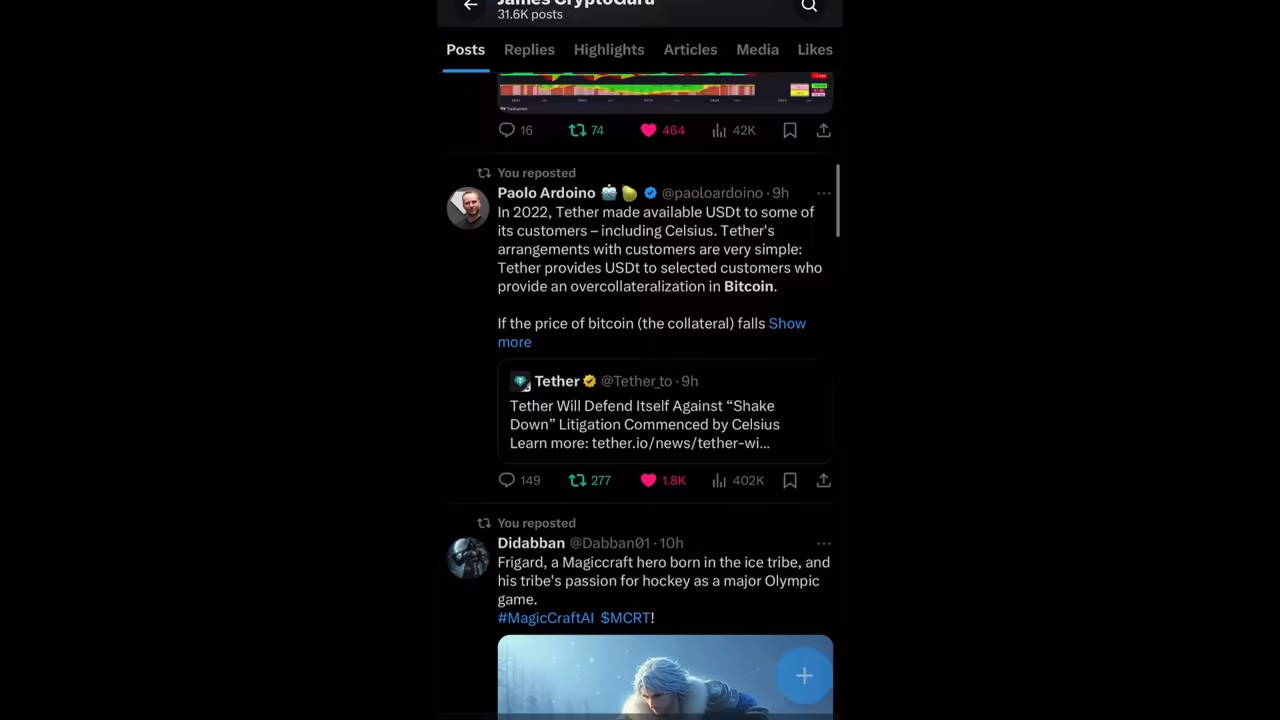 James CryptoGuru
31.6K posts
Posts Replies Highlights Articles Media Likes
16 74 464 42K
You reposted
Paolo Ardoino @paoloardoino · 9h
In 2022, Tether made available USDt to some of
its customers – including Celsius. Tether's
arrangements with customers are very simple:
Tether provides USDt to selected customers who
provide an overcollateralization in Bitcoin.
If the price of bitcoin (the collateral) falls Show
more
Tether @Tether_to · 9h
Tether Will Defend Itself Against “Shake
Down” Litigation Commenced by Celsius
Learn more: tether.io/news/tether-wi...
149 277 1.8K 402K
You reposted
Didabban @Dabban01 · 10h
Frigard, a Magiccraft hero born in the ice tribe, and
his tribe's passion for hockey as a major Olympic
game.
#MagicCraftAI $MCRT!